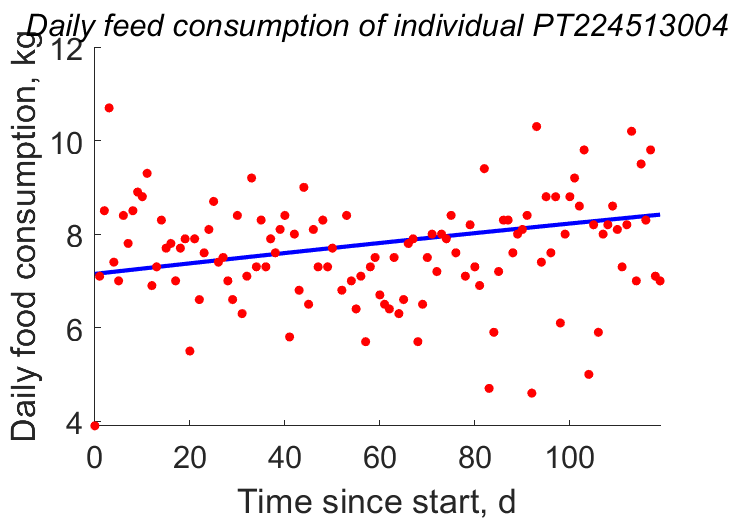 Daily feed consumption of individual PT224513004
Daily food consumption, kg
12
10
8
6
4
0 20 40 60 80 100
Time since start, d